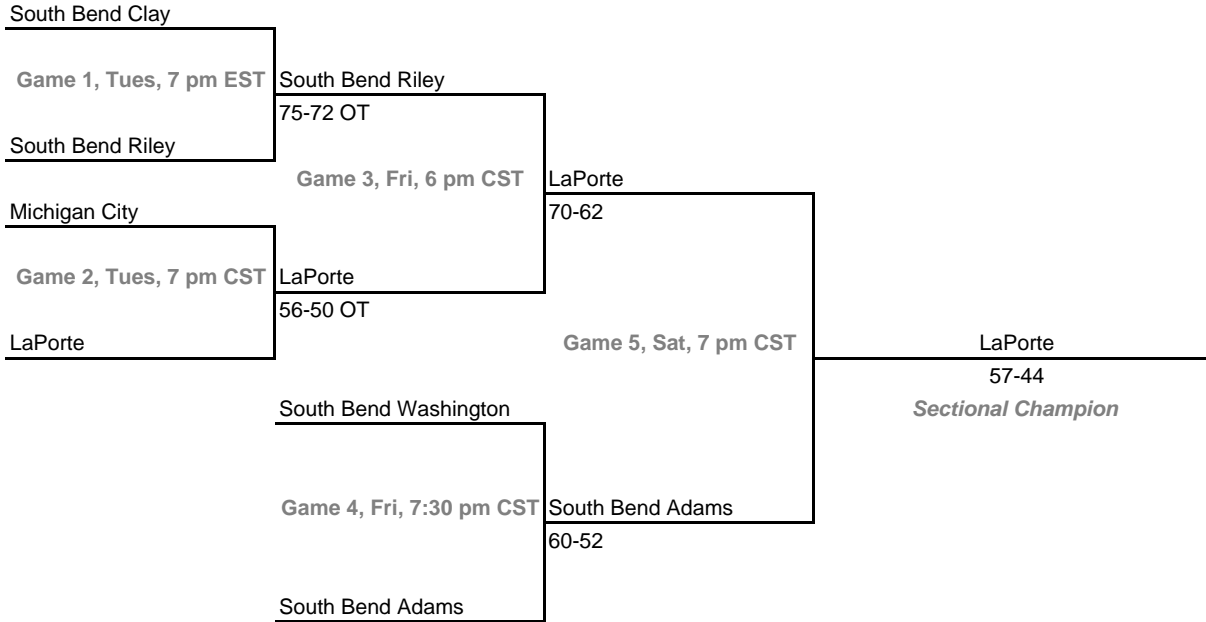 South Bend Clay
Game 1, Tues, 7 pm EST
South Bend Riley
75-72 OT
South Bend Riley
Game 3, Fri, 6 pm CST
LaPorte
70-62
Michigan City
Game 2, Tues, 7 pm CST
LaPorte
56-50 OT
LaPorte
Game 5, Sat, 7 pm CST
LaPorte
57-44
Sectional Champion
South Bend Washington
Game 4, Fri, 7:30 pm CST
South Bend Adams
60-52
South Bend Adams